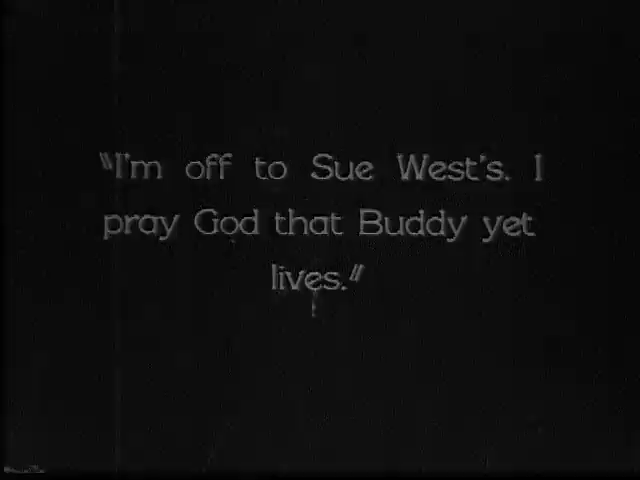 "I'm off to Sue West's. I
pray God that Buddy yet
lives."